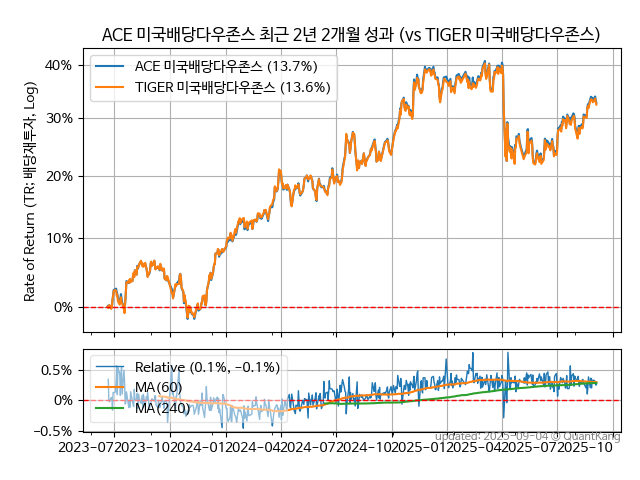 ACE 미국배당다우존스 최근 2년 2개월 성과 (vs TIGER 미국배당다우존스)
ACE 미국배당다우존스 (13.7%)
TIGER 미국배당다우존스 (13.6%)
Rate of Return (TR: 배당재투자, Log)
40%
30%
20%
10%
0%
Relative (0.1%, −0.1%)
MA(60)
MA(240)
0.5%
0%
−0.5%
updated: 2025-09-04 © QuantKang
2023-07 2023-10 2024-01 2024-04 2024-07 2024-10 2025-01 2025-04 2025-07 2025-10